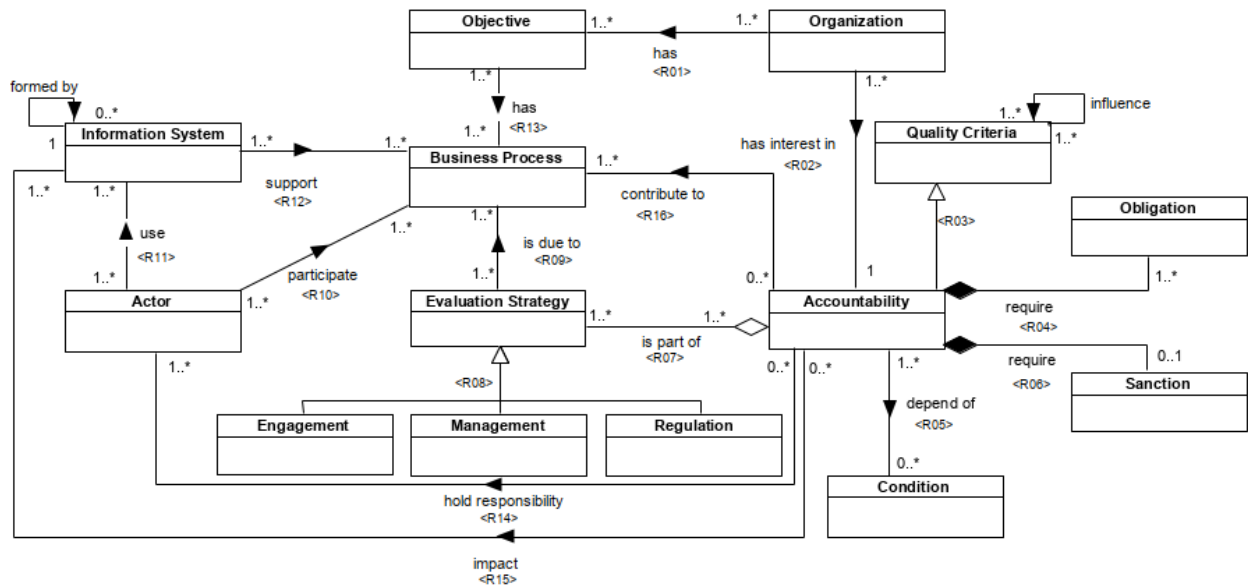 Objective
Organization
1..*
1..*
has
<R01>
1..*
1..*
formed by
0..*
has
<R13>
1..*
influence
Information System
Quality Criteria
1
1..*
1..*
1..*
1..*
has interest in
<R02>
Business Process
support
<R12>
1..*
contribute to
<R16>
1..*
1..*
1..*
1..*
<R03>
Obligation
use
<R11>
is due to
<R09>
participate
<R10>
1..*
1..*
1..*
0..*
1
1..*
Actor
Evaluation Strategy
Accountability
require
<R04>
1..*
1..*
is part of
<R07>
1..*
0..*
0..*
1..*
require
<R06>
0..1
Sanction
<R08>
depend of
<R05>
Engagement
Management
Regulation
0..*
Condition
hold responsibility
<R14>
impact
<R15>